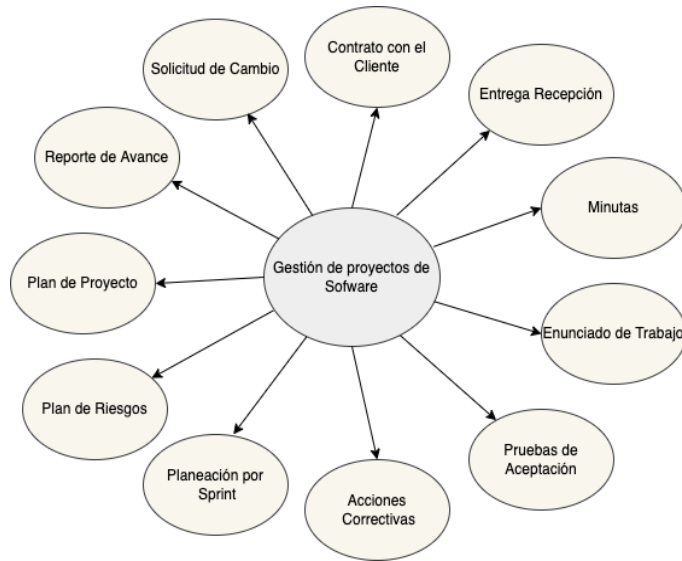 Contrato con el
Cliente
Solicitud de Cambio
Entrega Recepción
Reporte de Avance
Minutas
Gestión de proyectos de
Sofware
Plan de Proyecto
Enunciado de Trabajo
Plan de Riesgos
Pruebas de
Aceptación
Planeación por
Sprint
Acciones
Correctivas